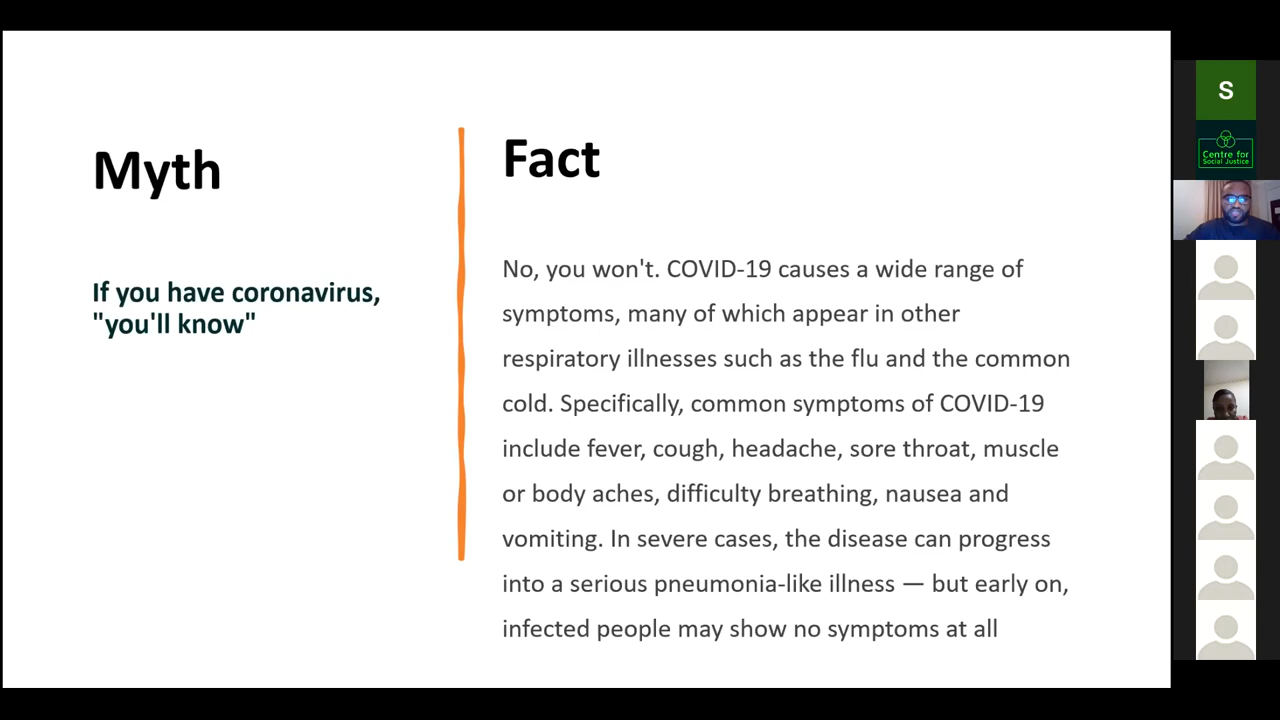 Myth
If you have coronavirus,
"you'll know"
Fact
No, you won't. COVID-19 causes a wide range of
symptoms, many of which appear in other
respiratory illnesses such as the flu and the common
cold. Specifically, common symptoms of COVID-19
include fever, cough, headache, sore throat, muscle
or body aches, difficulty breathing, nausea and
vomiting. In severe cases, the disease can progress
into a serious pneumonia-like illness — but early on,
infected people may show no symptoms at all
S
Centre for
Social Justice